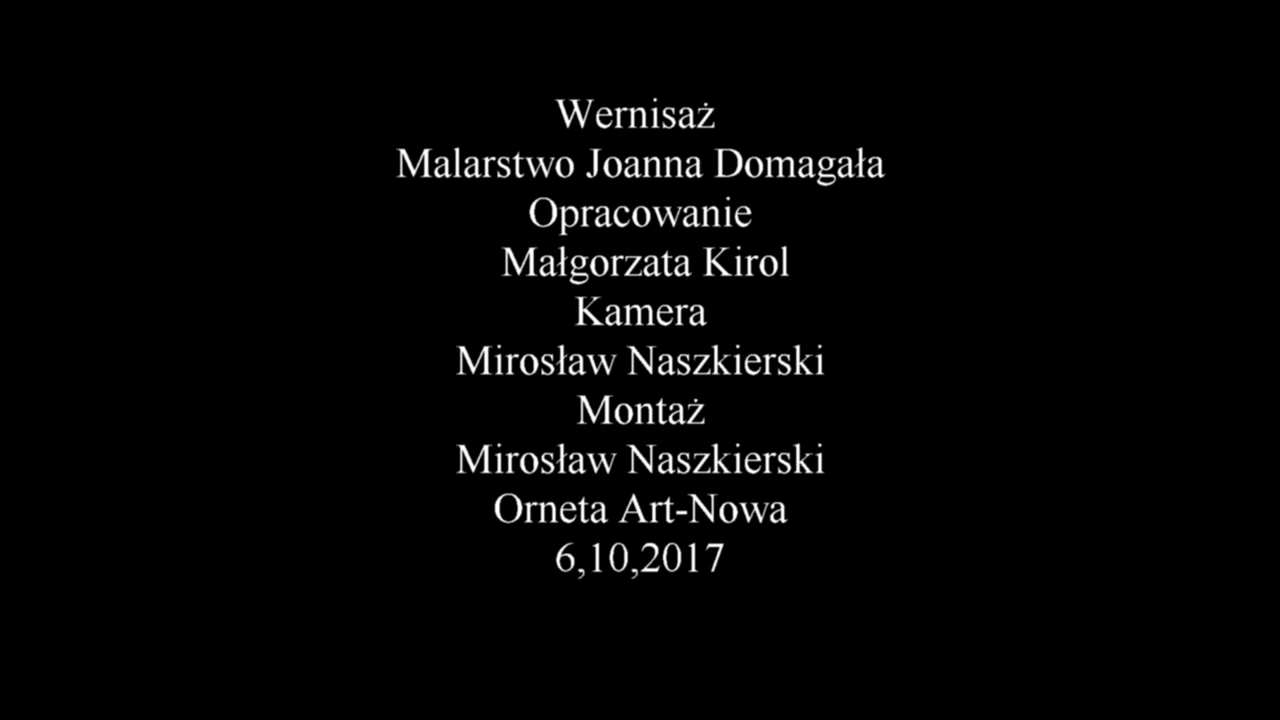 Wernisaż
Malarstwo Joanna Domagała
Opracowanie
Małgorzata Kirol
Kamera
Mirosław Naszkierski
Montaż
Mirosław Naszkierski
Orneta Art-Nowa
6,10,2017